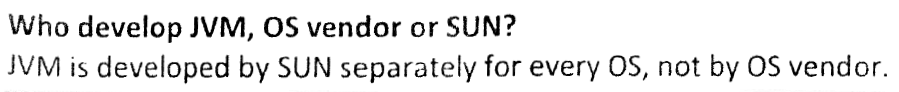 Who develop JVM, OS vendor or SUN?
JVM is developed by SUN separately for every OS, not by OS vendor.